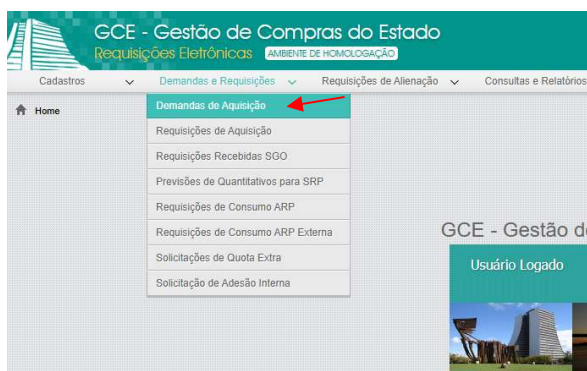 GCE - Gestão de Compras do Estado
Requisições Eletrônicas AMBIENTE DE HOMOLOGAÇÃO
Cadastros Demandas e Requisições Requisições de Alienação Consultas e Relatórios
Home
Demandas de Aquisição
Requisições de Aquisição
Requisições Recebidas SGO
Previsões de Quantitativos para SRP
Requisições de Consumo ARP
Requisições de Consumo ARP Externa
Solicitações de Quota Extra
Solicitação de Adesão Interna
GCE - Gestão d
Usuário Logado